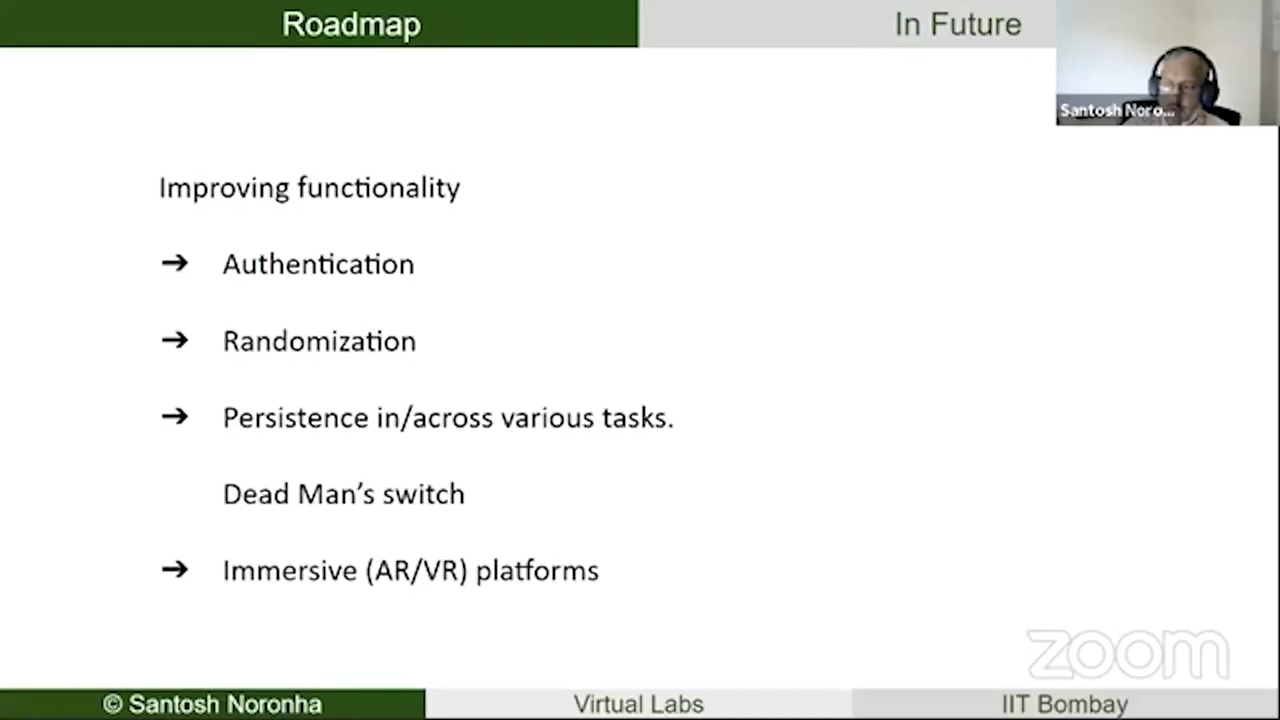 Roadmap
In Future
Santosh Noro...
Improving functionality
➔ Authentication
➔ Randomization
➔ Persistence in/across various tasks.
Dead Man’s switch
➔ Immersive (AR/VR) platforms
zoom
© Santosh Noronha
Virtual Labs
IIT Bombay